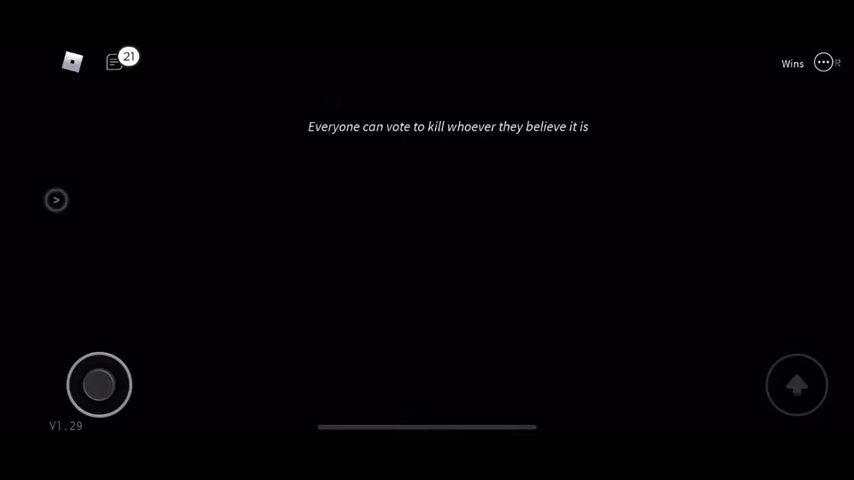 21
Wins
R
Everyone can vote to kill whoever they believe it is
>
V1.29